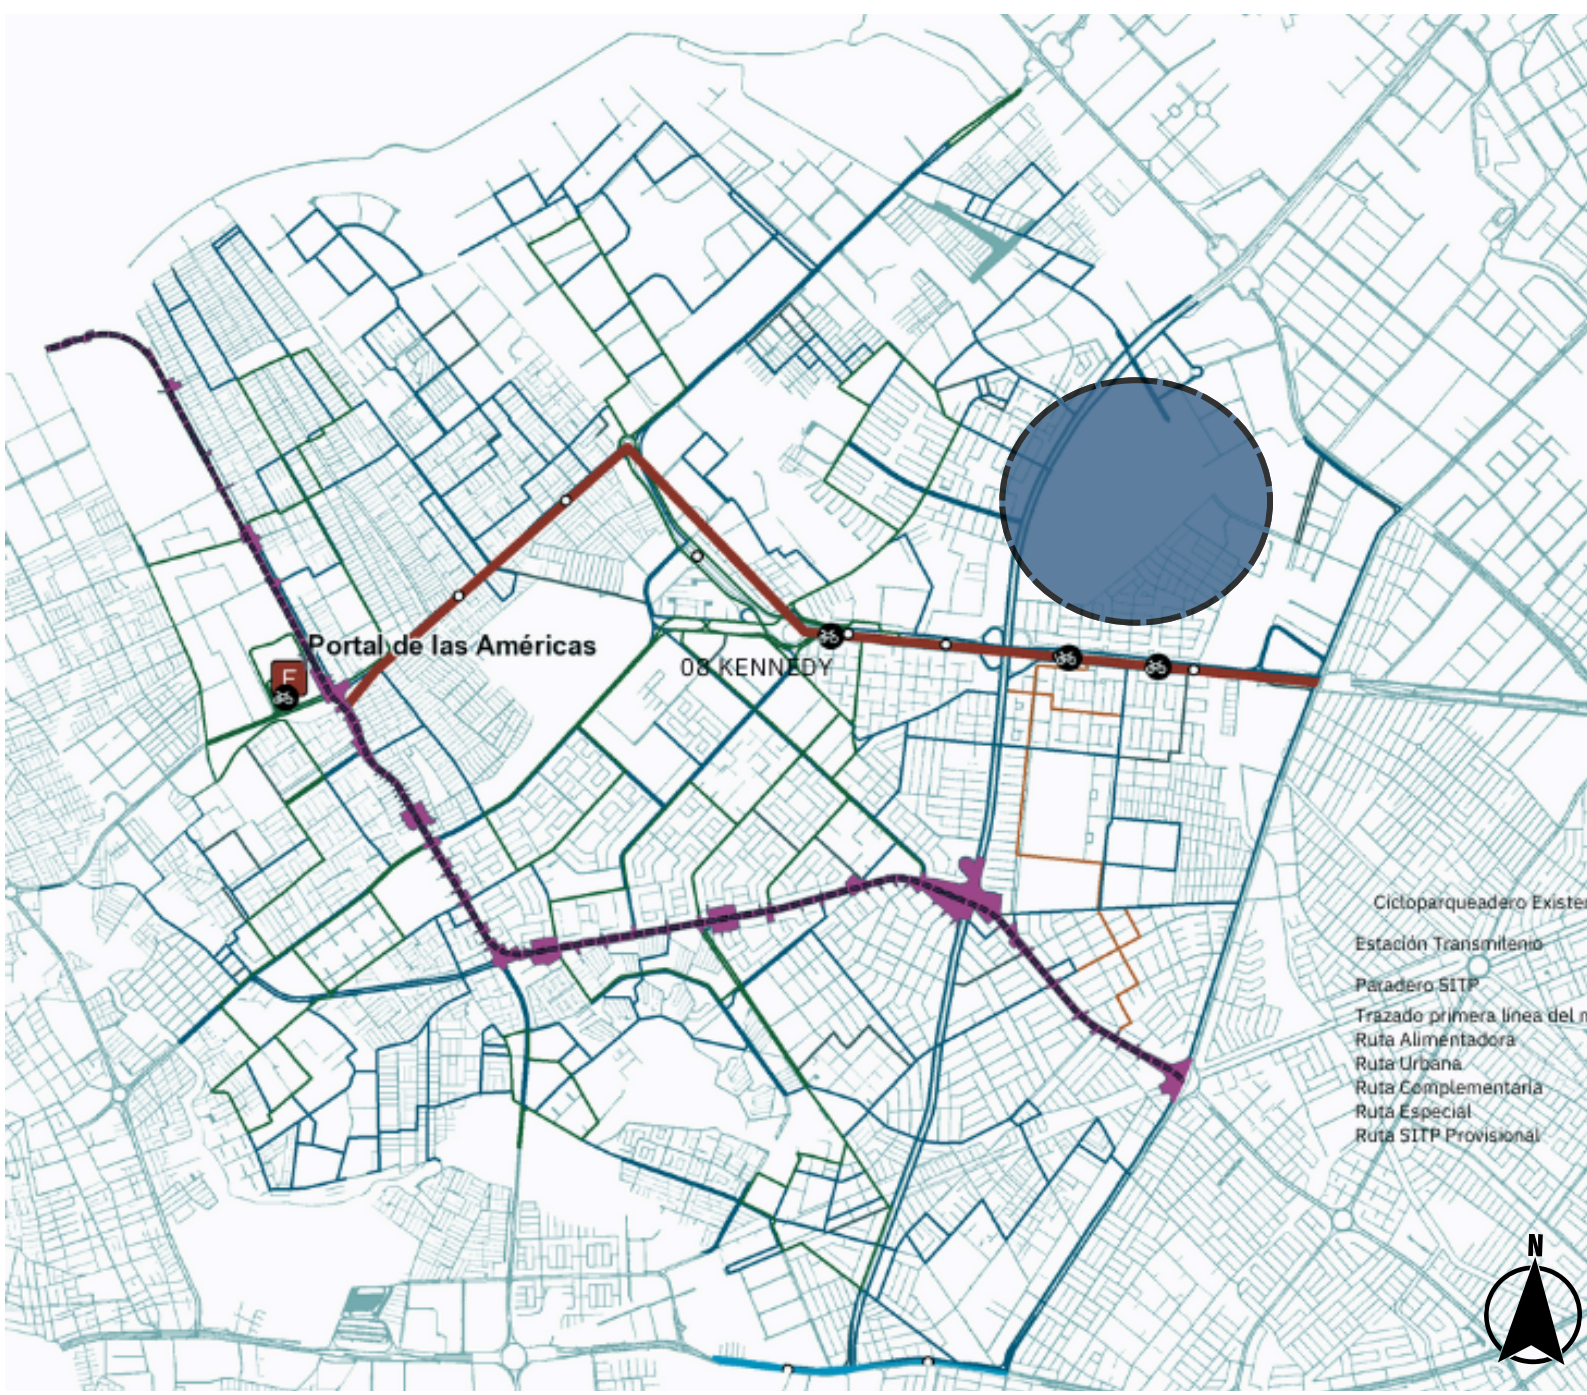 Portal de las Américas
F
08 KENNEDY
Cicloparqueadero Existen
Estación Transmilenio
Paradero SITP
Trazado primera línea del m
Ruta Alimentadora
Ruta Urbana
Ruta Complementaria
Ruta Especial
Ruta SITP Provisional
N